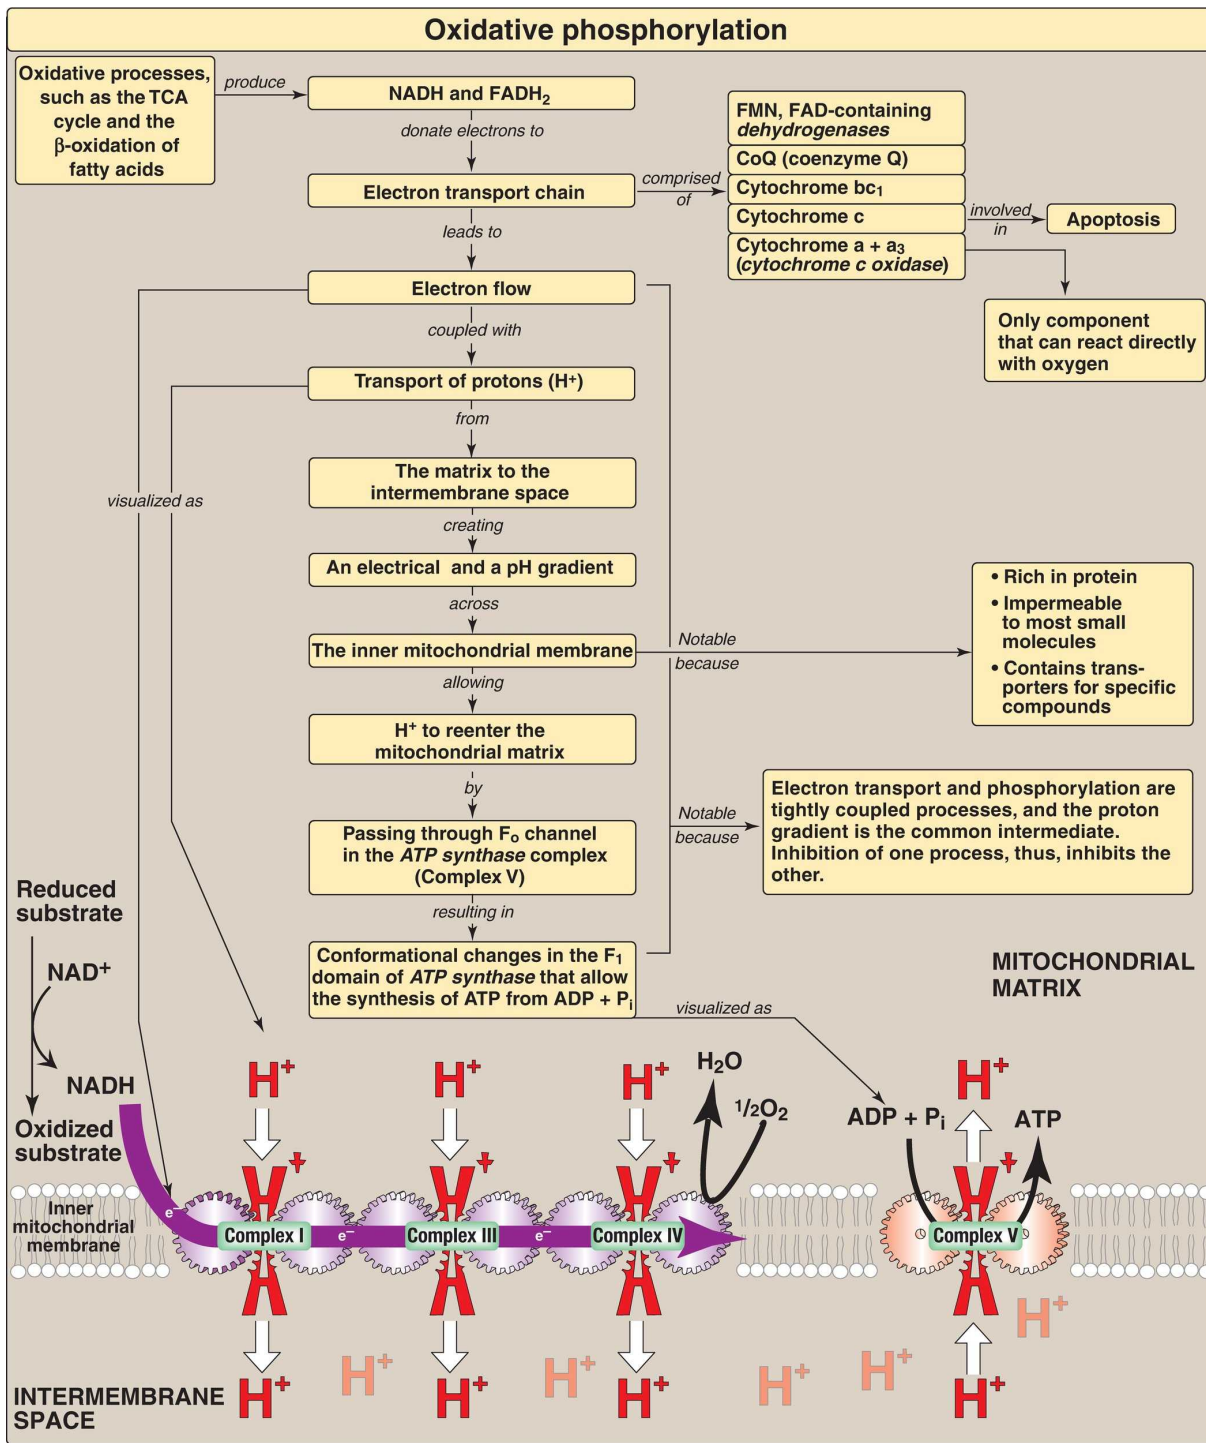 Oxidative phosphorylation
Oxidative processes,
such as the TCA
cycle and the
β-oxidation of
fatty acids
produce
NADH and FADH₂
donate electrons to
Electron transport chain
comprised
of
FMN, FAD-containing
dehydrogenases
CoQ (coenzyme Q)
Cytochrome bc₁
Cytochrome c
Cytochrome a + a₃
(cytochrome c oxidase)
involved
in
Apoptosis
Only component
that can react directly
with oxygen
leads to
Electron flow
coupled with
Transport of protons (H⁺)
from
The matrix to the
intermembrane space
visualized as
creating
An electrical and a pH gradient
across
The inner mitochondrial membrane
Notable
because
• Rich in protein
• Impermeable
to most small
molecules
• Contains trans-
porters for specific
compounds
allowing
H⁺ to reenter the
mitochondrial matrix
by
Passing through Fₒ channel
in the ATP synthase complex
(Complex V)
Notable
because
Electron transport and phosphorylation are
tightly coupled processes, and the proton
gradient is the common intermediate.
Inhibition of one process, thus, inhibits the
other.
resulting in
Conformational changes in the F₁
domain of ATP synthase that allow
the synthesis of ATP from ADP + Pᵢ
visualized as
MITOCHONDRIAL
MATRIX
Reduced
substrate
NAD⁺
NADH
Oxidized
substrate
H⁺
H⁺
H⁺
H₂O
½O₂
ADP + Pᵢ
H⁺
ATP
H⁺
H⁺
H⁺
H⁺
Inner
mitochondrial
membrane
e⁻
Complex I
e⁻
Complex III
e⁻
Complex IV
Complex V
H
H
H
H
H⁺
H⁺
H⁺
H⁺
H⁺
H⁺
H⁺
H⁺
H⁺
INTERMEMBRANE
SPACE